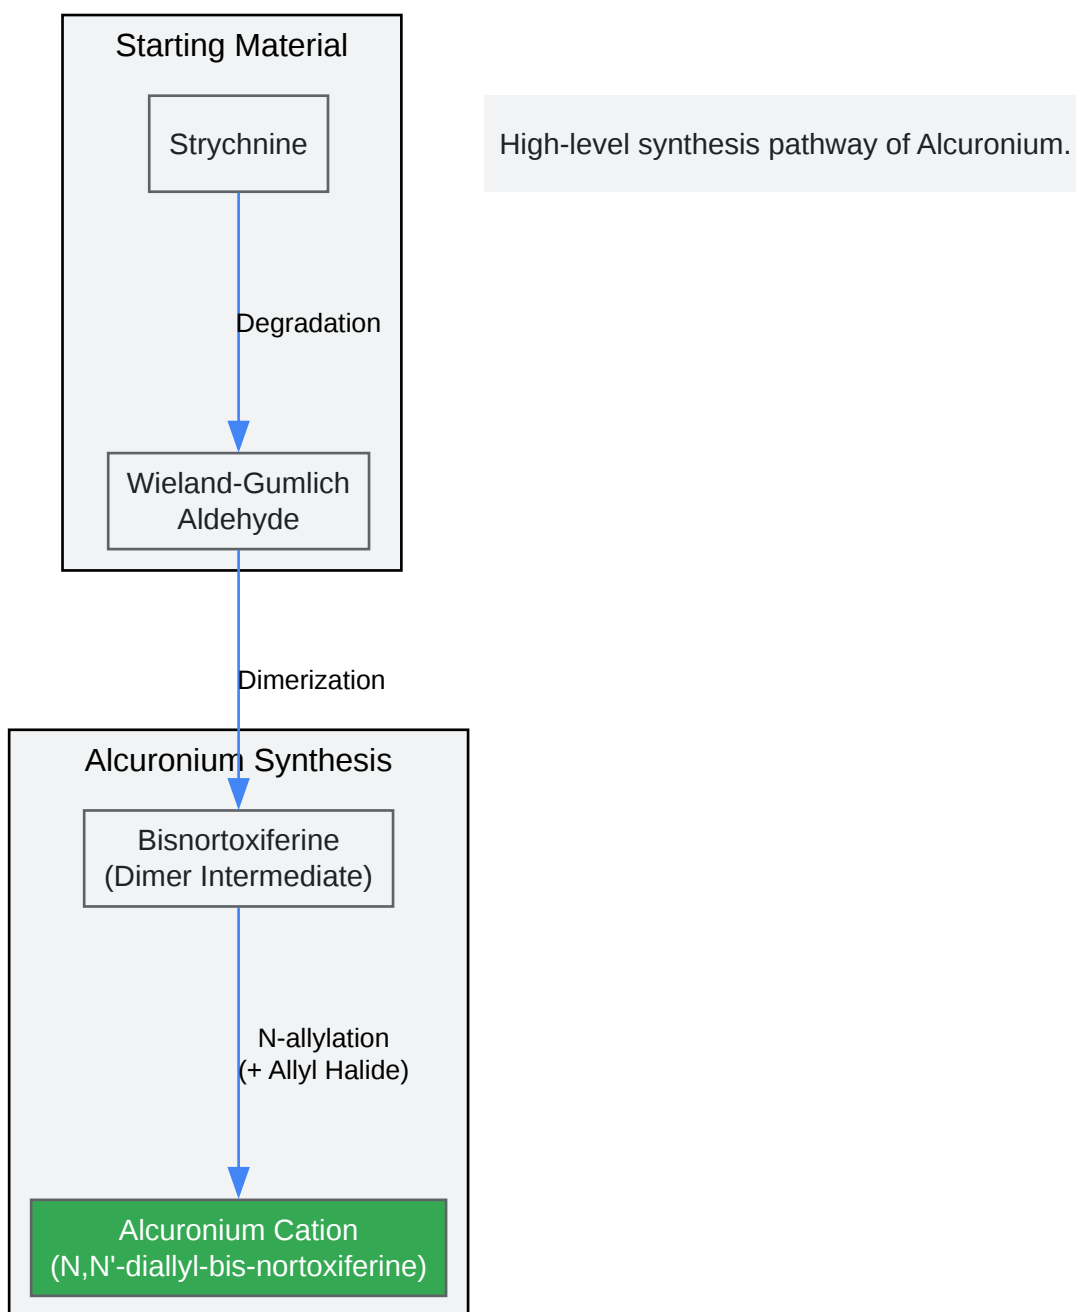 Starting Material
Strychnine
High-level synthesis pathway of Alcuronium.
Degradation
Wieland-Gumlich
Aldehyde
Dimerization
Alcuronium Synthesis
Bisnortoxiferine
(Dimer Intermediate)
N-allylation
(+ Allyl Halide)
Alcuronium Cation
(N,N'-diallyl-bis-nortoxiferine)